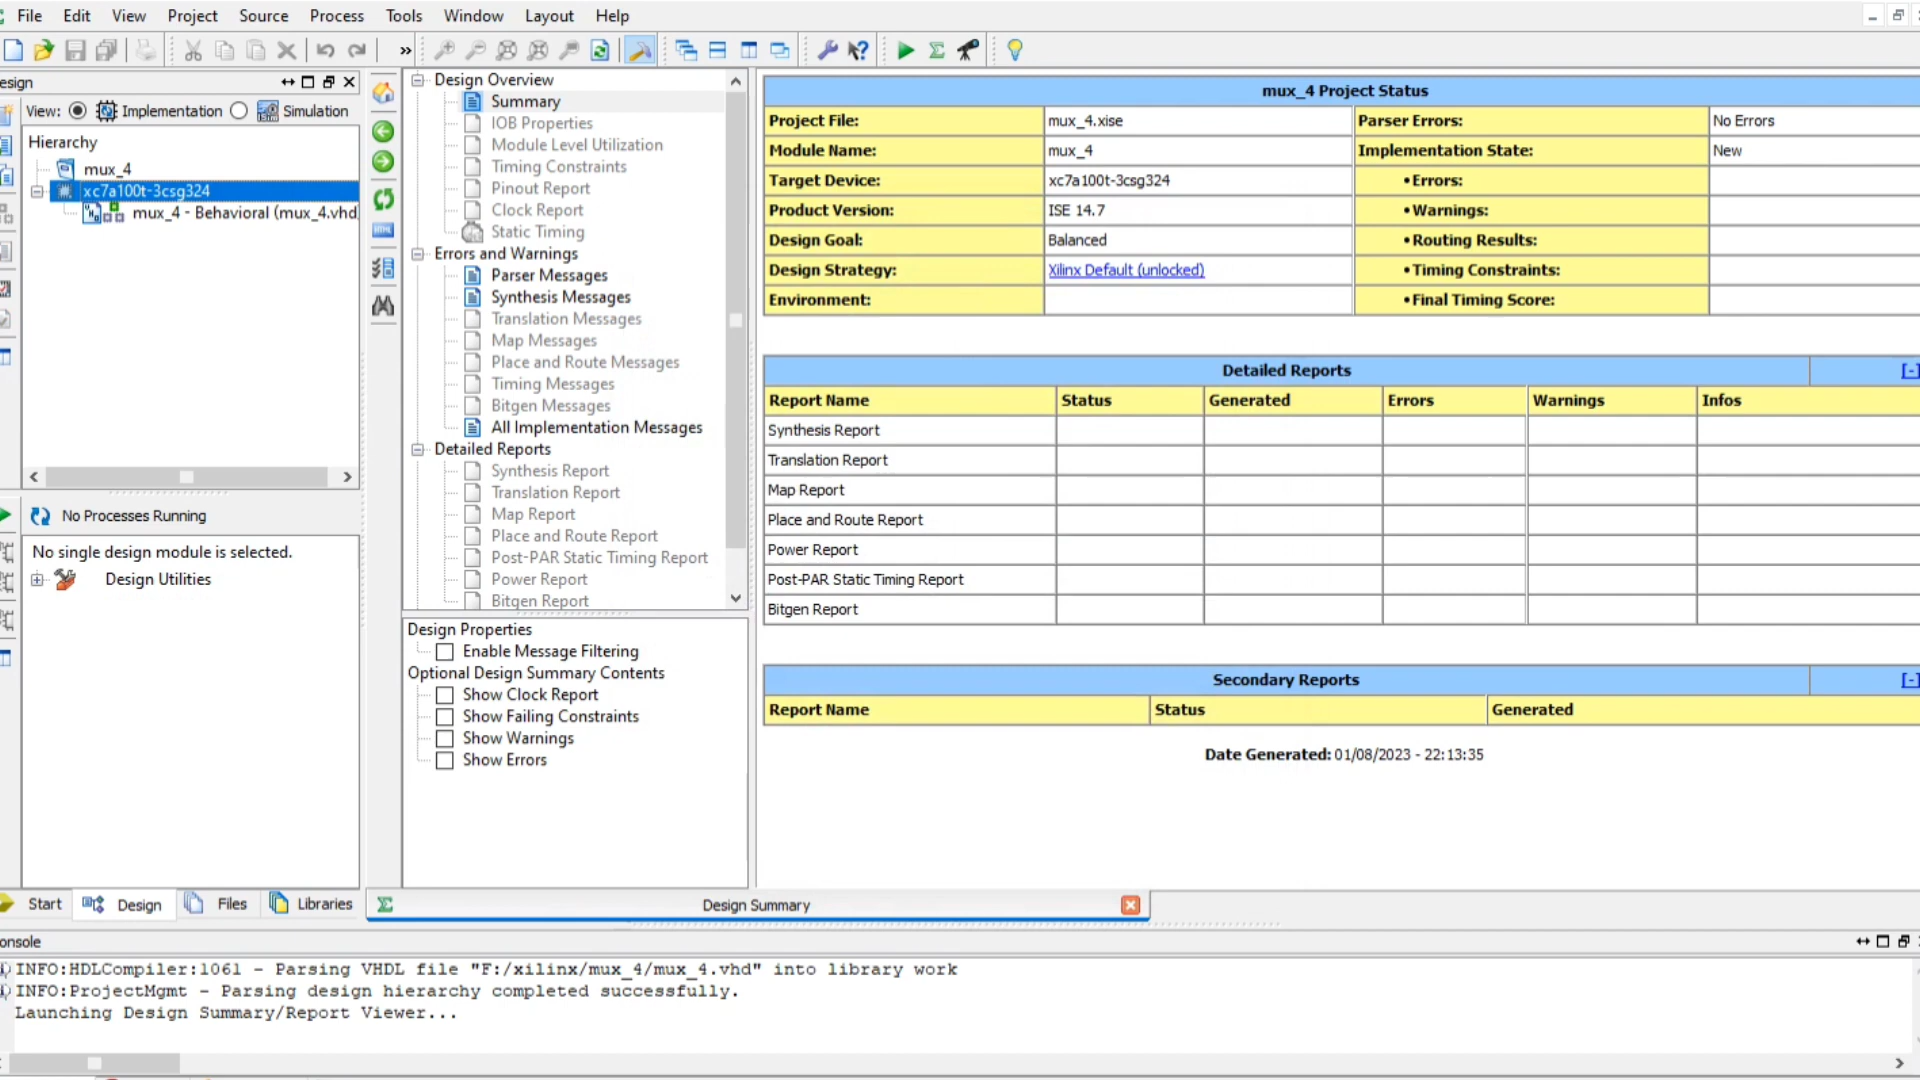 File Edit View Project Source Process Tools Window Layout Help
esign
View: Implementation Simulation
Hierarchy
mux_4
xc7a100t-3csg324
mux_4 - Behavioral (mux_4.vhd
No Processes Running
No single design module is selected.
Design Utilities
Start Design Files Libraries
Design Overview
Summary
IOB Properties
Module Level Utilization
Timing Constraints
Pinout Report
Clock Report
Static Timing
Errors and Warnings
Parser Messages
Synthesis Messages
Translation Messages
Map Messages
Place and Route Messages
Timing Messages
Bitgen Messages
All Implementation Messages
Detailed Reports
Synthesis Report
Translation Report
Map Report
Place and Route Report
Post-PAR Static Timing Report
Power Report
Bitgen Report
Design Properties
Enable Message Filtering
Optional Design Summary Contents
Show Clock Report
Show Failing Constraints
Show Warnings
Show Errors
mux_4 Project Status
Project File: mux_4.xise Parser Errors: No Errors
Module Name: mux_4 Implementation State: New
Target Device: xc7a100t-3csg324 •Errors:
Product Version: ISE 14.7 •Warnings:
Design Goal: Balanced •Routing Results:
Design Strategy: Xilinx Default (unlocked) •Timing Constraints:
Environment: •Final Timing Score:
Detailed Reports [-]
Report Name Status Generated Errors Warnings Infos
Synthesis Report
Translation Report
Map Report
Place and Route Report
Power Report
Post-PAR Static Timing Report
Bitgen Report
Secondary Reports [-]
Report Name Status Generated
Date Generated: 01/08/2023 - 22:13:35
Design Summary
onsole
INFO:HDLCompiler:1061 - Parsing VHDL file "F:/xilinx/mux_4/mux_4.vhd" into library work
INFO:ProjectMgmt - Parsing design hierarchy completed successfully.
Launching Design Summary/Report Viewer...